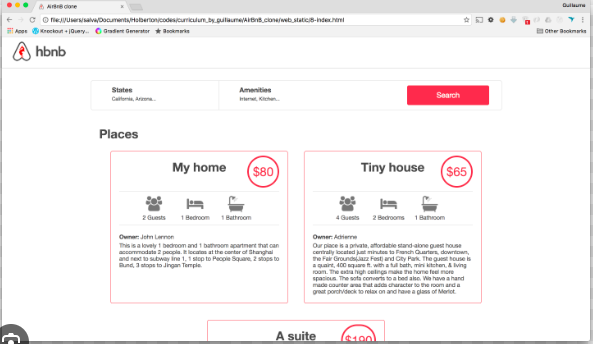 AirBnB clone
Guillaume
file:///Users/salva/Documents/Holberton/codes/curriculum_by_guillaume/AirBnB_clone/web_static/8-index.html
Apps Knockout + jQuery... Gradient Generator Bookmarks Other Bookmarks
hbnb
States Amenities
California, Arizona... Internet, Kitchen...
Search
Places
My home $80
2 Guests 1 Bedroom 1 Bathroom
Owner: John Lennon
This is a lovely 1 bedroom and 1 bathroom apartment that can
accommodate 2 people. It locates at the center of Shanghai
and next to subway line 1, 1 stop to People Square, 2 stops to
Bund, 3 stops to Jingan Temple.
Tiny house $65
4 Guests 2 Bedrooms 1 Bathroom
Owner: Adrienne
Our place is a private, affordable stand-alone guest house
centrally located just minutes to French Quarters, downtown,
the Fair Grounds(Jazz Fest) and City Park. The guest house is
a quaint, 400 square ft. with a full bath, mini kitchen, & living
room. The extra high ceilings make the home feel more
spacious. The sofa converts to a bed also. We have a hand
made counter area that adds character to the room and a
great porch/deck to relax on and have a glass of Merlot.
A suite $190